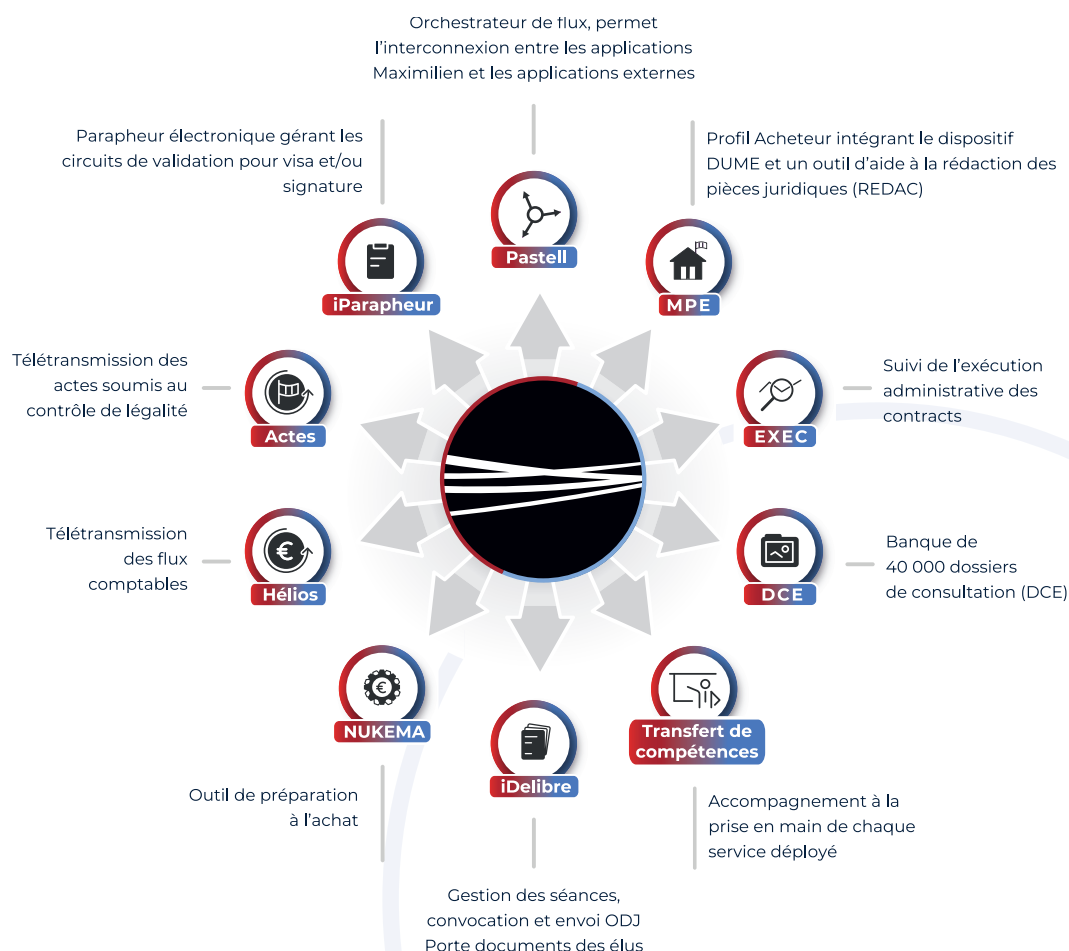 Orchestrateur de flux, permet
l'interconnexion entre les applications
Maximilien et les applications externes
Pastell
Parapheur électronique gérant les
circuits de validation pour visa et/ou
signature
iParapheur
Profil Acheteur intégrant le dispositif
DUME et un outil d'aide à la rédaction des
pièces juridiques (REDAC)
MPE
Télétransmission des
actes soumis au
contrôle de légalité
Actes
Suivi de l'exécution
administrative des
contracts
EXEC
Télétransmission
des flux
comptables
Hélios
Banque de
40 000 dossiers
de consultation (DCE)
DCE
NUKEMA
Outil de préparation
à l'achat
iDelibre
Gestion des séances,
convocation et envoi ODJ
Porte documents des élus
Transfert de
compétences
Accompagnement à la
prise en main de chaque
service déployé